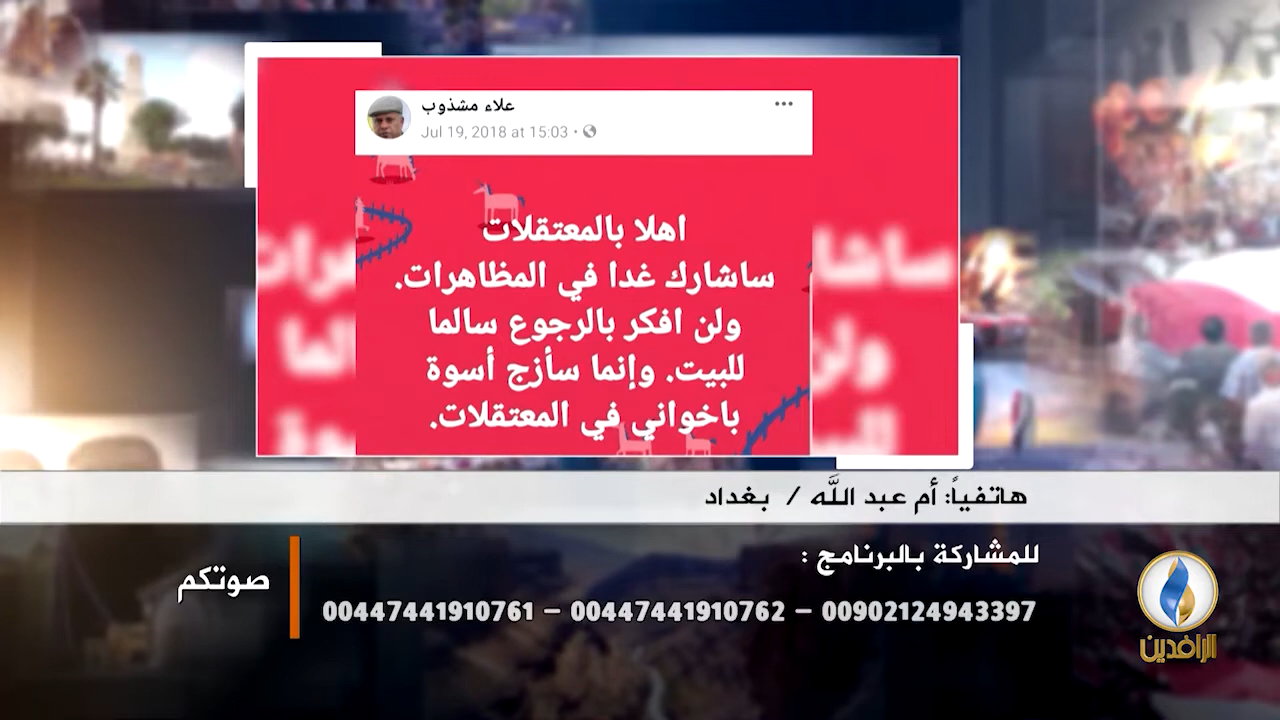 علاء مشذوب
Jul 19, 2018 at 15:03
اهلا بالمعتقلات
ساشارك غدا في المظاهرات.
ولن افكر بالرجوع سالما
للبيت. وإنما سأزج أسوة
باخواني في المعتقلات.
هاتفياً: أم عبد اللَّه / بغداد
للمشاركة بالبرنامج :
00447441910761 – 00447441910762 – 00902124943397
صوتكم
الرافدين